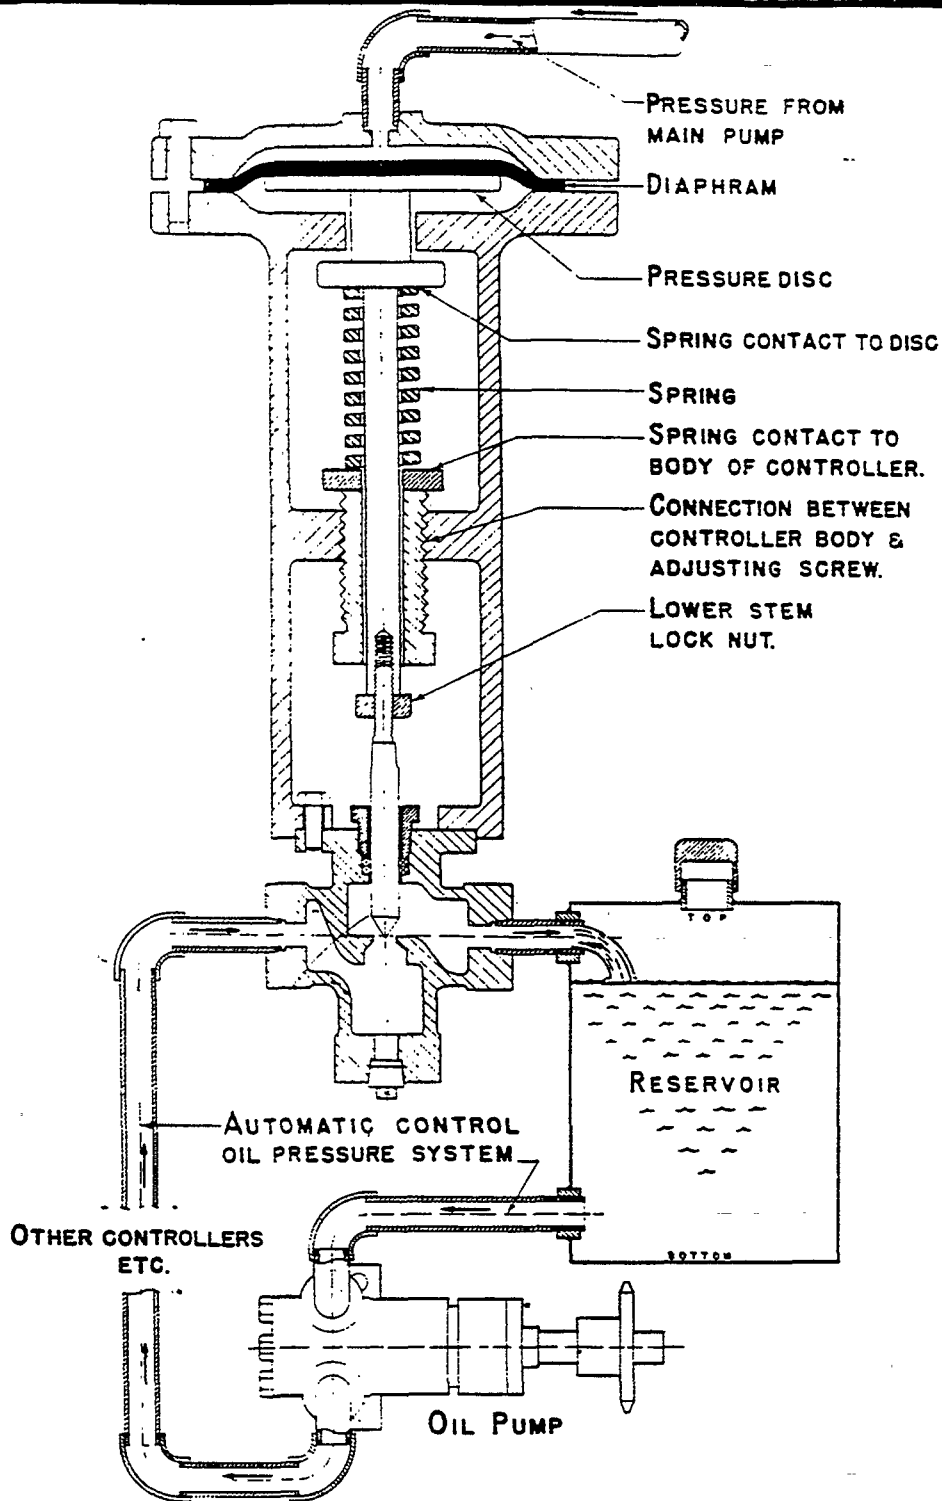 PRESSURE FROM
MAIN PUMP
DIAPHRAM
PRESSURE DISC
SPRING CONTACT TO DISC
SPRING
SPRING CONTACT TO
BODY OF CONTROLLER.
CONNECTION BETWEEN
CONTROLLER BODY &
ADJUSTING SCREW.
LOWER STEM
LOCK NUT.
TOP
RESERVOIR
AUTOMATIC CONTROL
OIL PRESSURE SYSTEM
BOTTOM
OTHER CONTROLLERS
ETC.
OIL PUMP